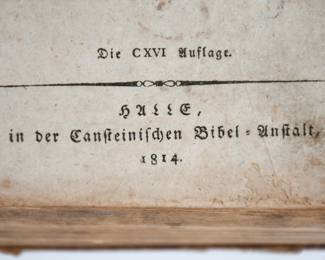 Die CXVI Auflage.
HALLE,
in der Cansteinischen Bibel-Anstalt,
1814.